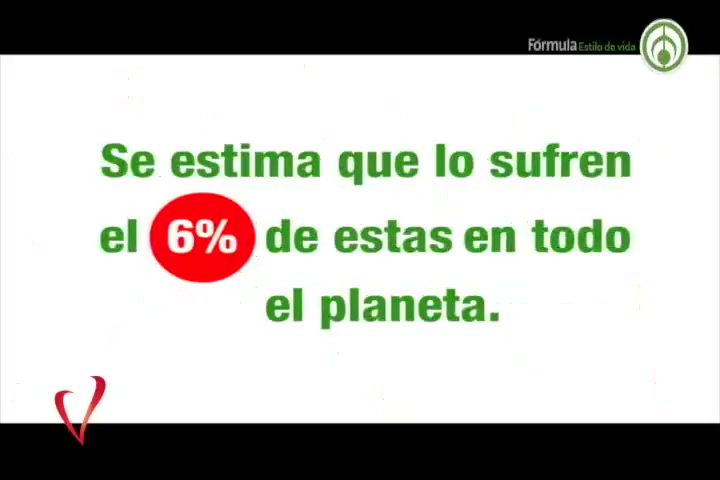 Fórmula Estilo de vida
Se estima que lo sufren
el 6% de estas en todo
el planeta.